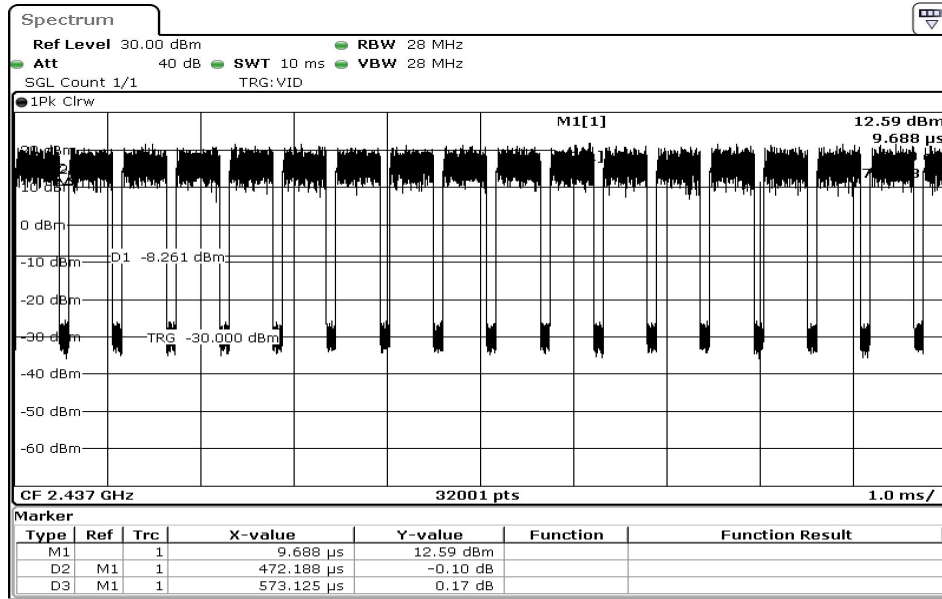 Spectrum
Ref Level 30.00 dBm RBW 28 MHz
Att 40 dB SWT 10 ms VBW 28 MHz
SGL Count 1/1 TRG:VID
1Pk Clrw
M1[1] 12.59 dBm
9.688 µs
10 dBm
0 dBm
D1 -8.261 dBm
-10 dBm
-20 dBm
-30 dBm
TRG -30.000 dBm
-40 dBm
-50 dBm
-60 dBm
CF 2.437 GHz 32001 pts 1.0 ms/
Marker
Type Ref Trc X-value Y-value Function Function Result
M1 1 9.688 µs 12.59 dBm
D2 M1 1 472.188 µs -0.10 dB
D3 M1 1 573.125 µs 0.17 dB